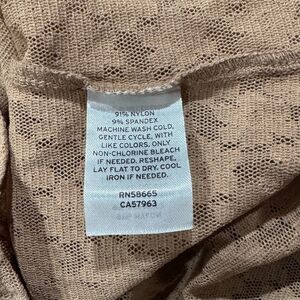 91% NYLON
9% SPANDEX
MACHINE WASH COLD,
GENTLE CYCLE, WITH
LIKE COLORS. ONLY
NON-CHLORINE BLEACH
IF NEEDED. RESHAPE,
LAY FLAT TO DRY, COOL
IRON IF NEEDED.
RN58665
CA57963